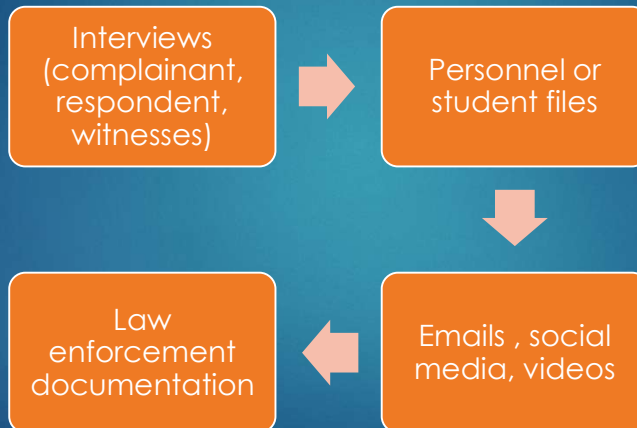 Interviews
(complainant,
respondent,
witnesses)
Personnel or
student files
Emails , social
media, videos
Law
enforcement
documentation